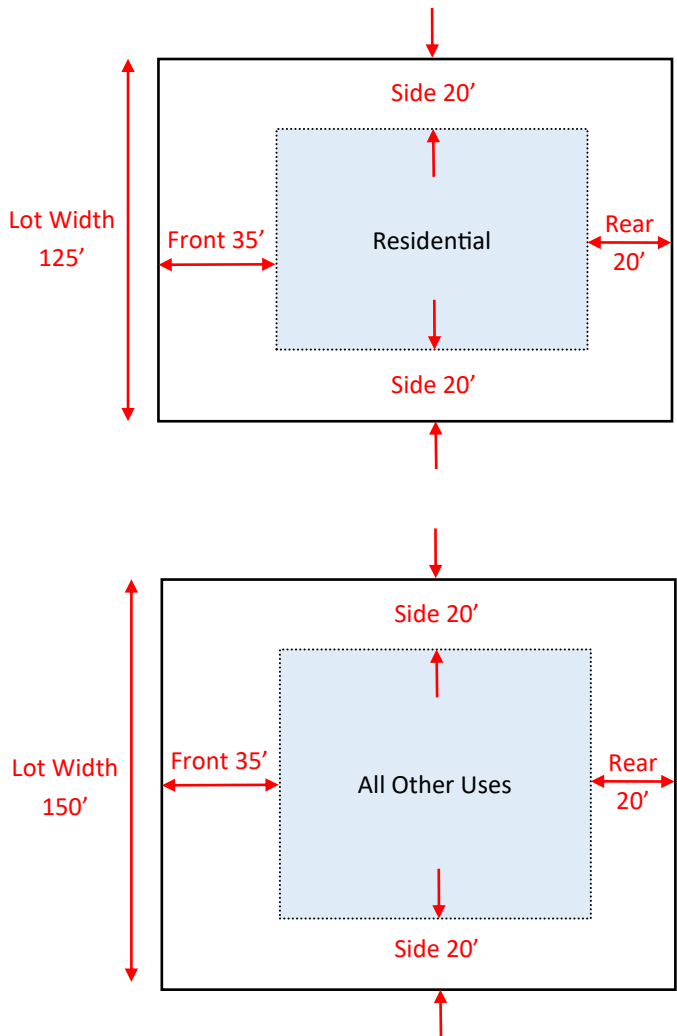 Side 20’
Lot Width
125’
Front 35’
Residential
Rear
20’
Side 20’
Side 20’
Lot Width
150’
Front 35’
All Other Uses
Rear
20’
Side 20’